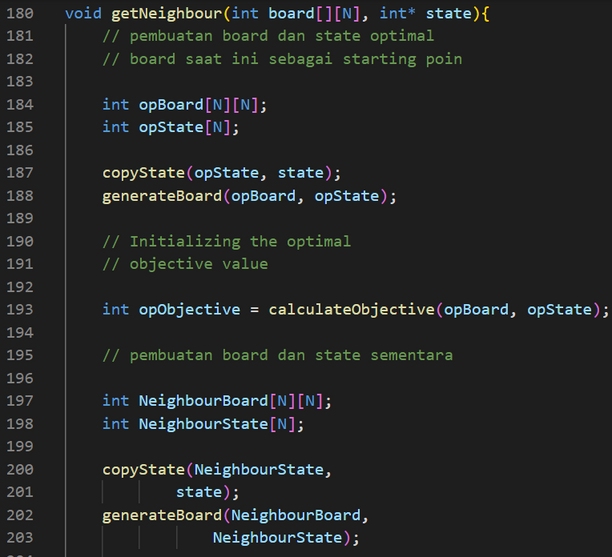 180 void getNeighbour(int board[][N], int* state){
181 // pembuatan board dan state optimal
182 // board saat ini sebagai starting poin
183
184 int opBoard[N][N];
185 int opState[N];
186
187 copyState(opState, state);
188 generateBoard(opBoard, opState);
189
190 // Initializing the optimal
191 // objective value
192
193 int opObjective = calculateObjective(opBoard, opState);
194
195 // pembuatan board dan state sementara
196
197 int NeighbourBoard[N][N];
198 int NeighbourState[N];
199
200 copyState(NeighbourState,
201 state);
202 generateBoard(NeighbourBoard,
203 NeighbourState);